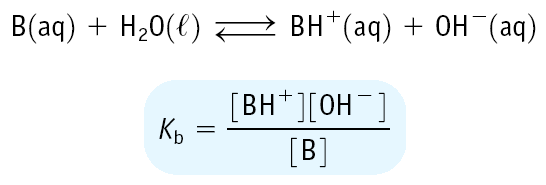 B(aq) + H₂O(ℓ) ⇌ BH⁺(aq) + OH⁻(aq)
K_b = [BH⁺][OH⁻] / [B]